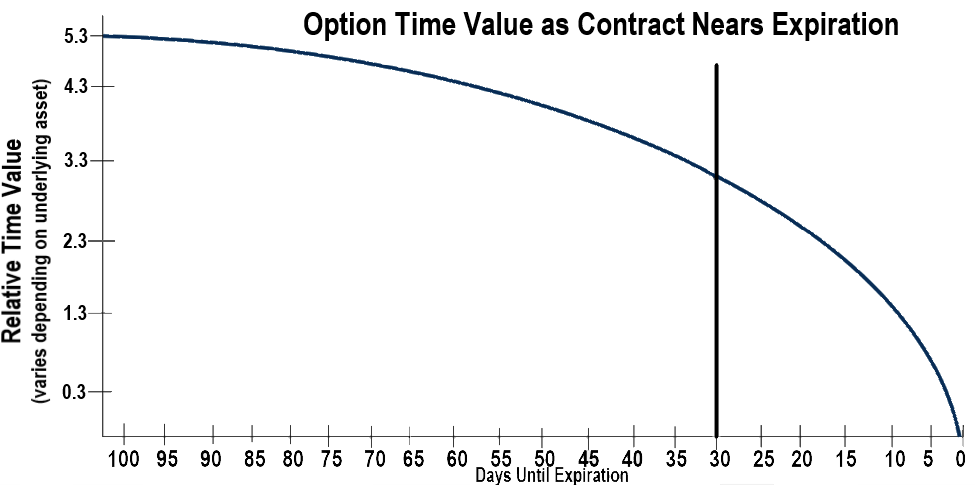 Option Time Value as Contract Nears Expiration
Relative Time Value
(varies depending on underlying asset)
5.3
4.3
3.3
2.3
1.3
0.3
100 95 90 85 80 75 70 65 60 55 50 45 40 35 30 25 20 15 10 5 0
Days Until Expiration